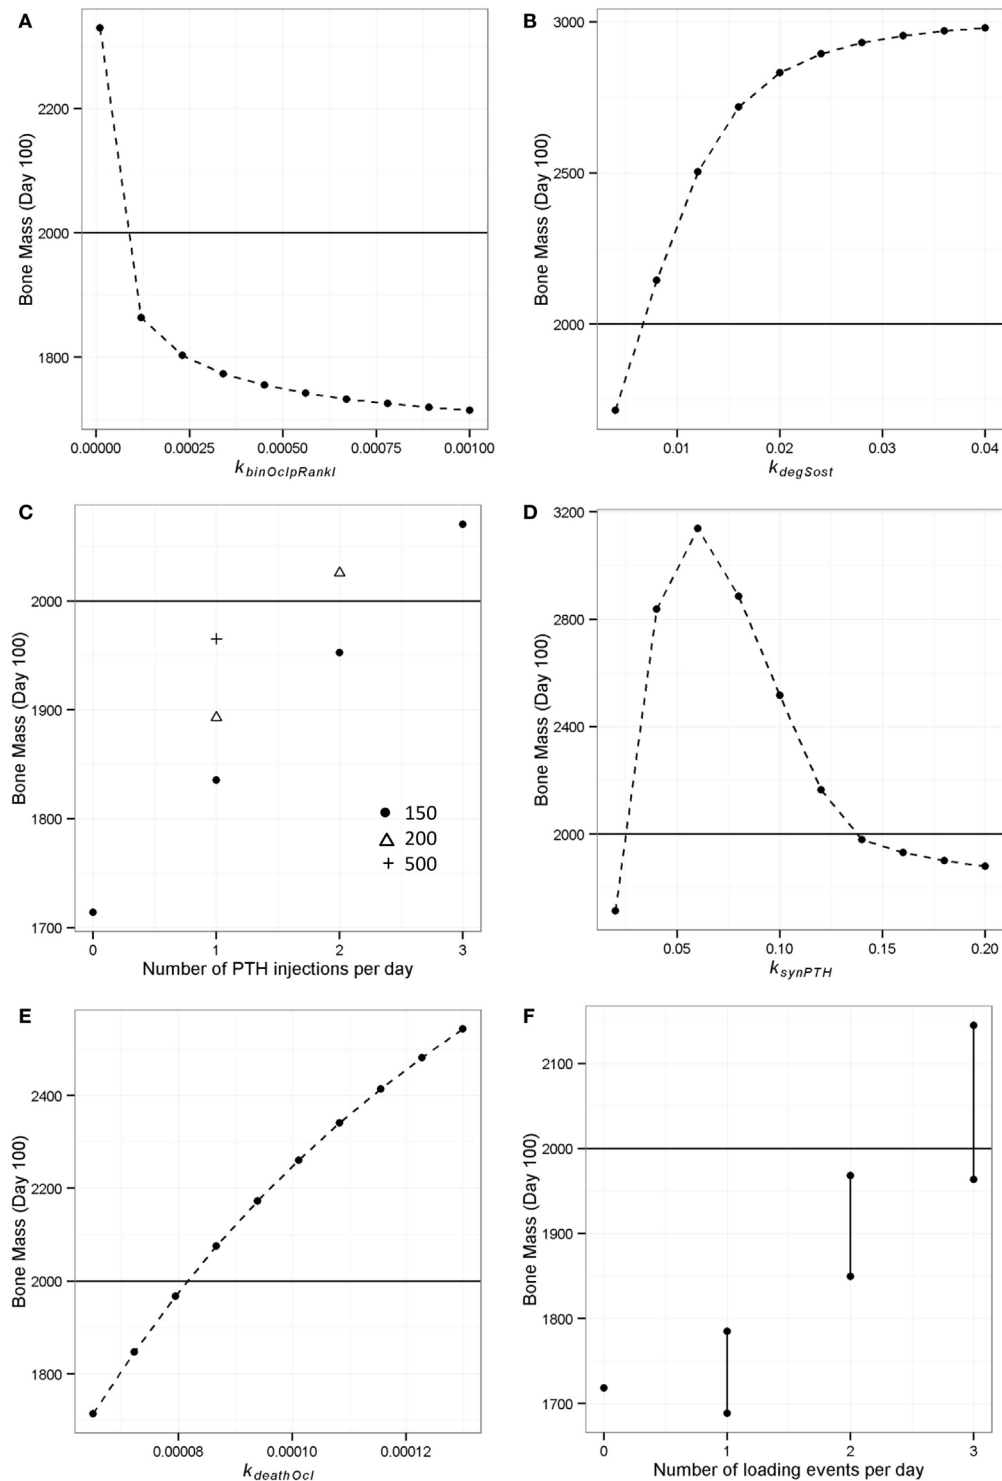 A
Bone Mass (Day 100)
2200
2000
1800
0.00000 0.00025 0.00050 0.00075 0.00100
k binOclpRankl
B
Bone Mass (Day 100)
3000
2500
2000
0.01 0.02 0.03 0.04
k degSost
C
Bone Mass (Day 100)
2000
1900
1800
1700
150
200
500
0 1 2 3
Number of PTH injections per day
D
Bone Mass (Day 100)
3200
2800
2400
2000
0.05 0.10 0.15 0.20
k synPTH
E
Bone Mass (Day 100)
2400
2200
2000
1800
0.00008 0.00010 0.00012
k deathOcl
F
Bone Mass (Day 100)
2100
2000
1900
1800
1700
0 1 2 3
Number of loading events per day